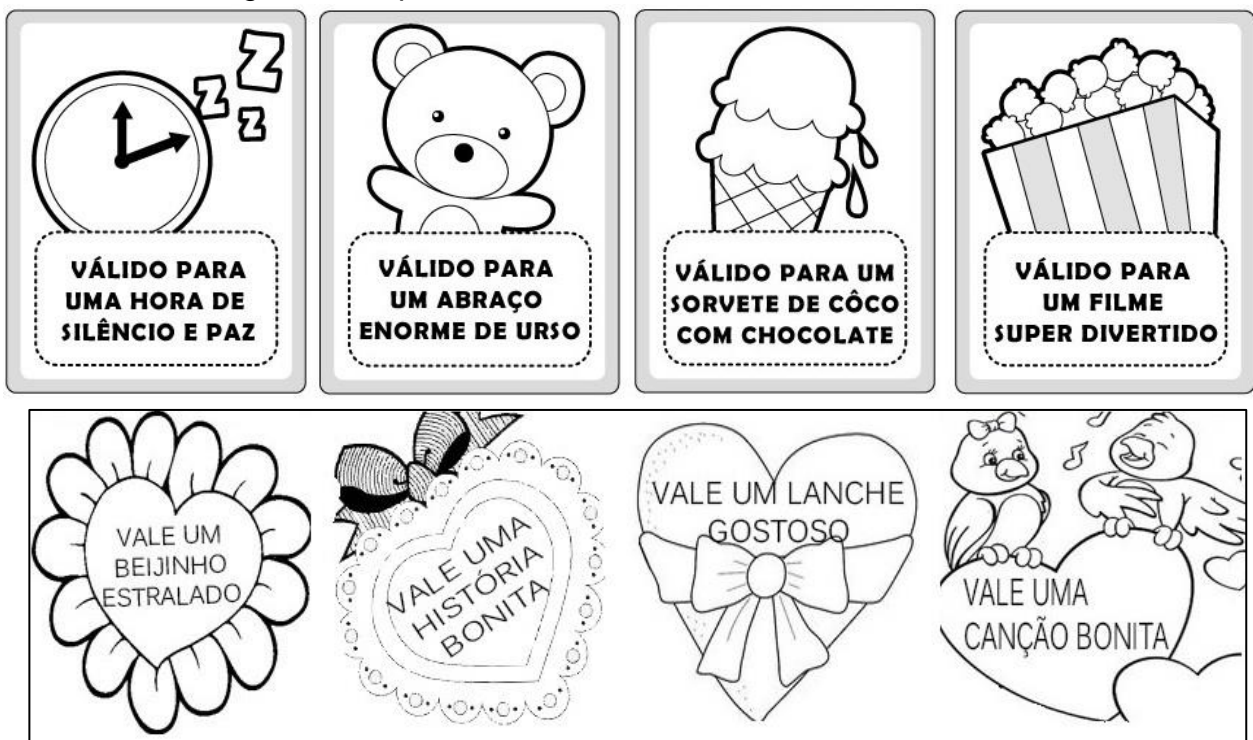 VÁLIDO PARA
UMA HORA DE
SILÊNCIO E PAZ
VÁLIDO PARA
UM ABRAÇO
ENORME DE URSO
VÁLIDO PARA UM
SORVETE DE CÔCO
COM CHOCOLATE
VÁLIDO PARA
UM FILME
SUPER DIVERTIDO
Z
Z
Z
VALE UM
BEIJINHO
ESTRALADO
VALE UMA
HISTÓRIA
BONITA
VALE UM LANCHE
GOSTOSO
VALE UMA
CANÇÃO BONITA